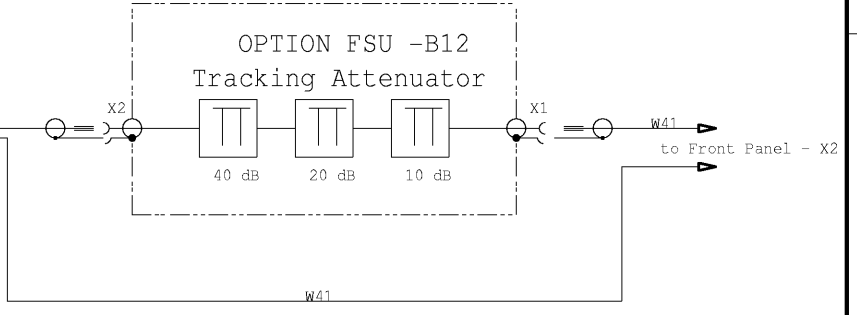 OPTION FSU -B12
Tracking Attenuator
X2
X1
W41
to Front Panel - X2
40 dB
20 dB
10 dB
W41